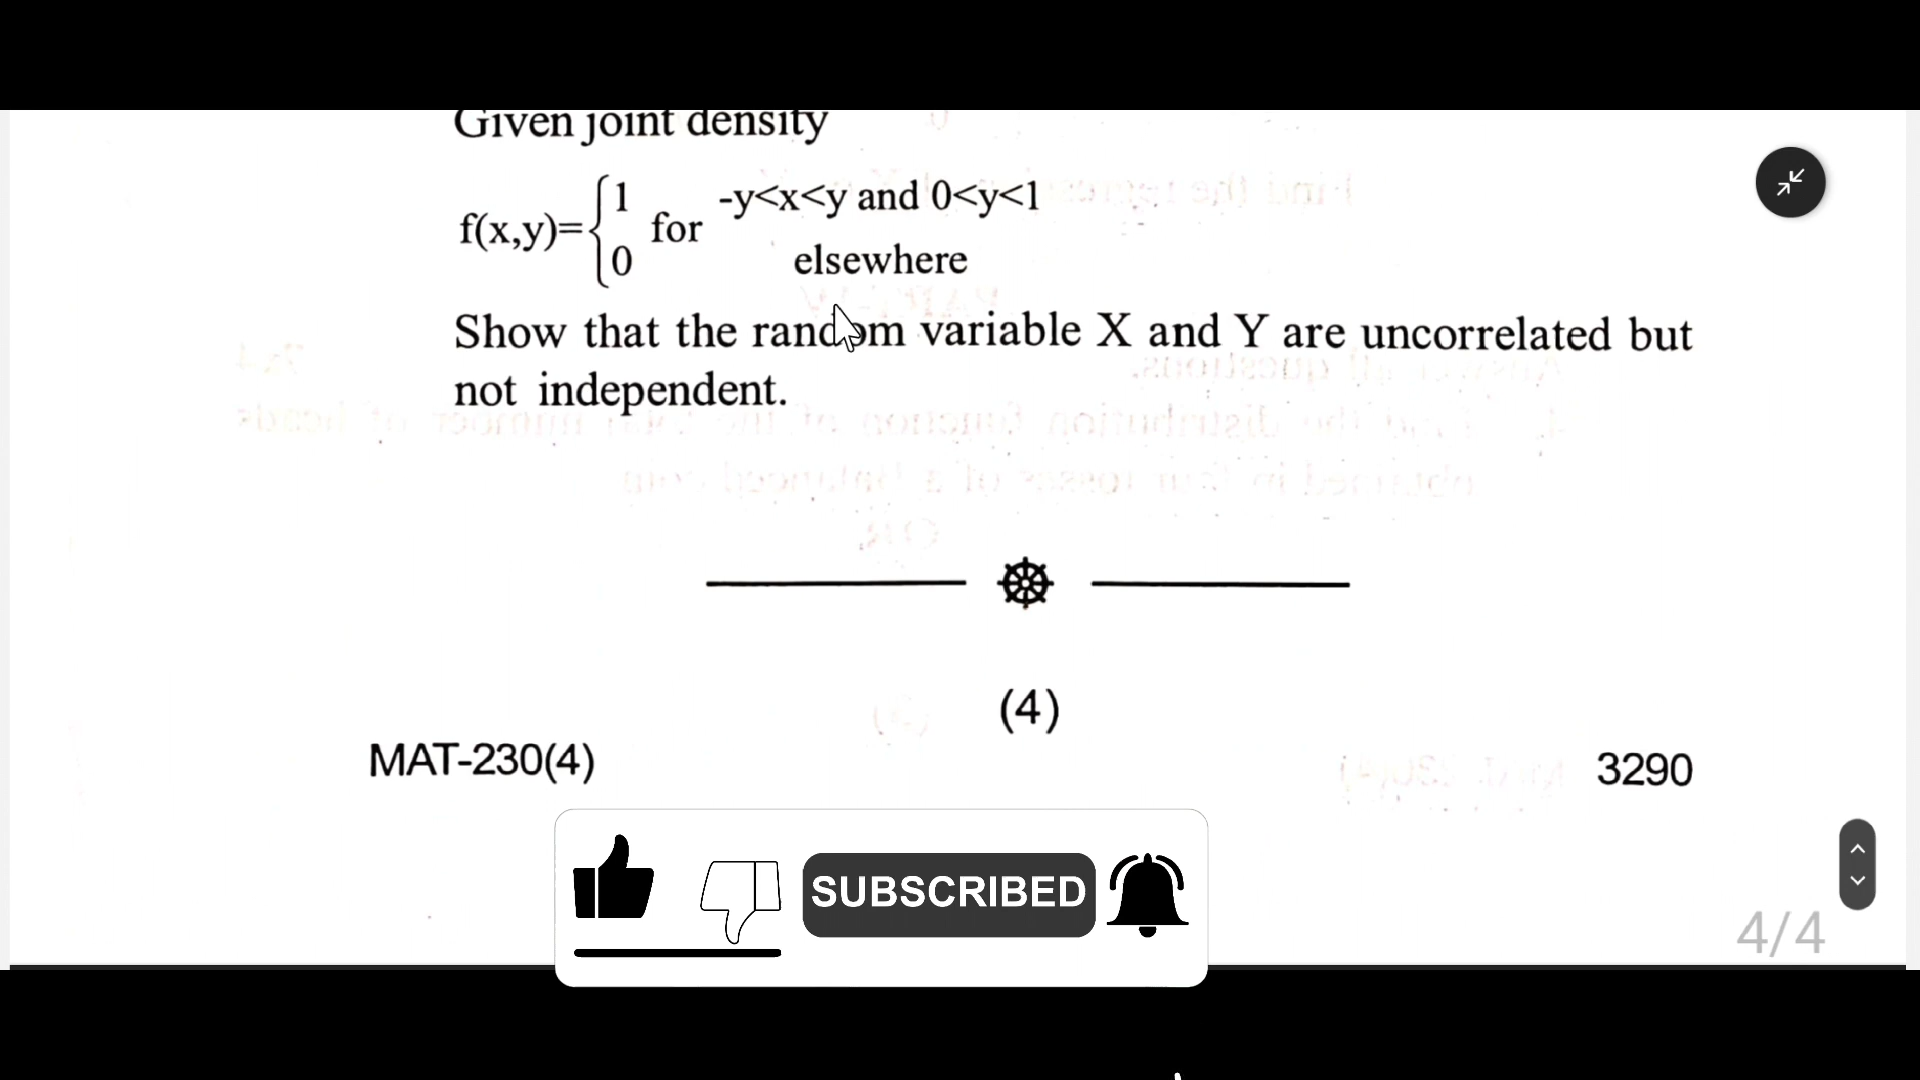 Given joint density
f(x,y)={1 0 for -y<x<y and 0<y<1
elsewhere
Show that the random variable X and Y are uncorrelated but
not independent.
(4)
MAT-230(4) 3290
SUBSCRIBED
4/4